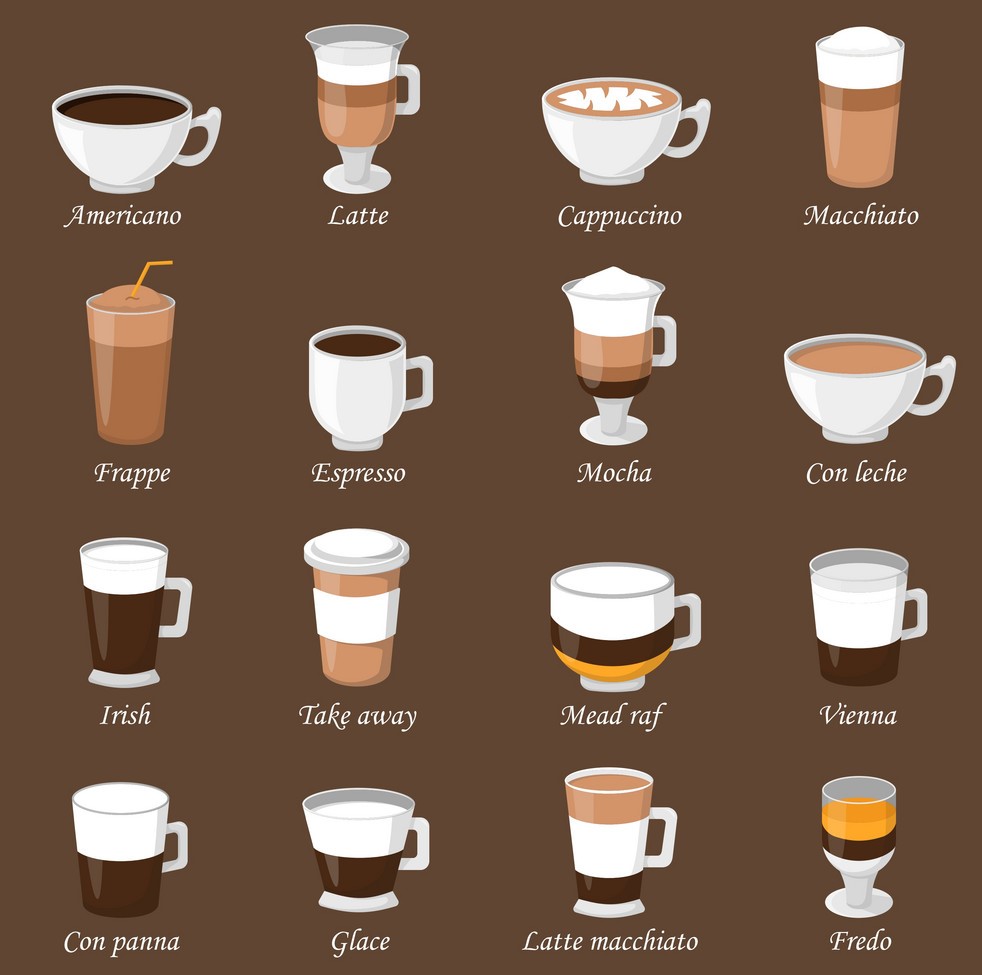 Americano
Latte
Cappuccino
Macchiato
Frappe
Espresso
Mocha
Con leche
Irish
Take away
Mead raf
Vienna
Con panna
Glace
Latte macchiato
Fredo